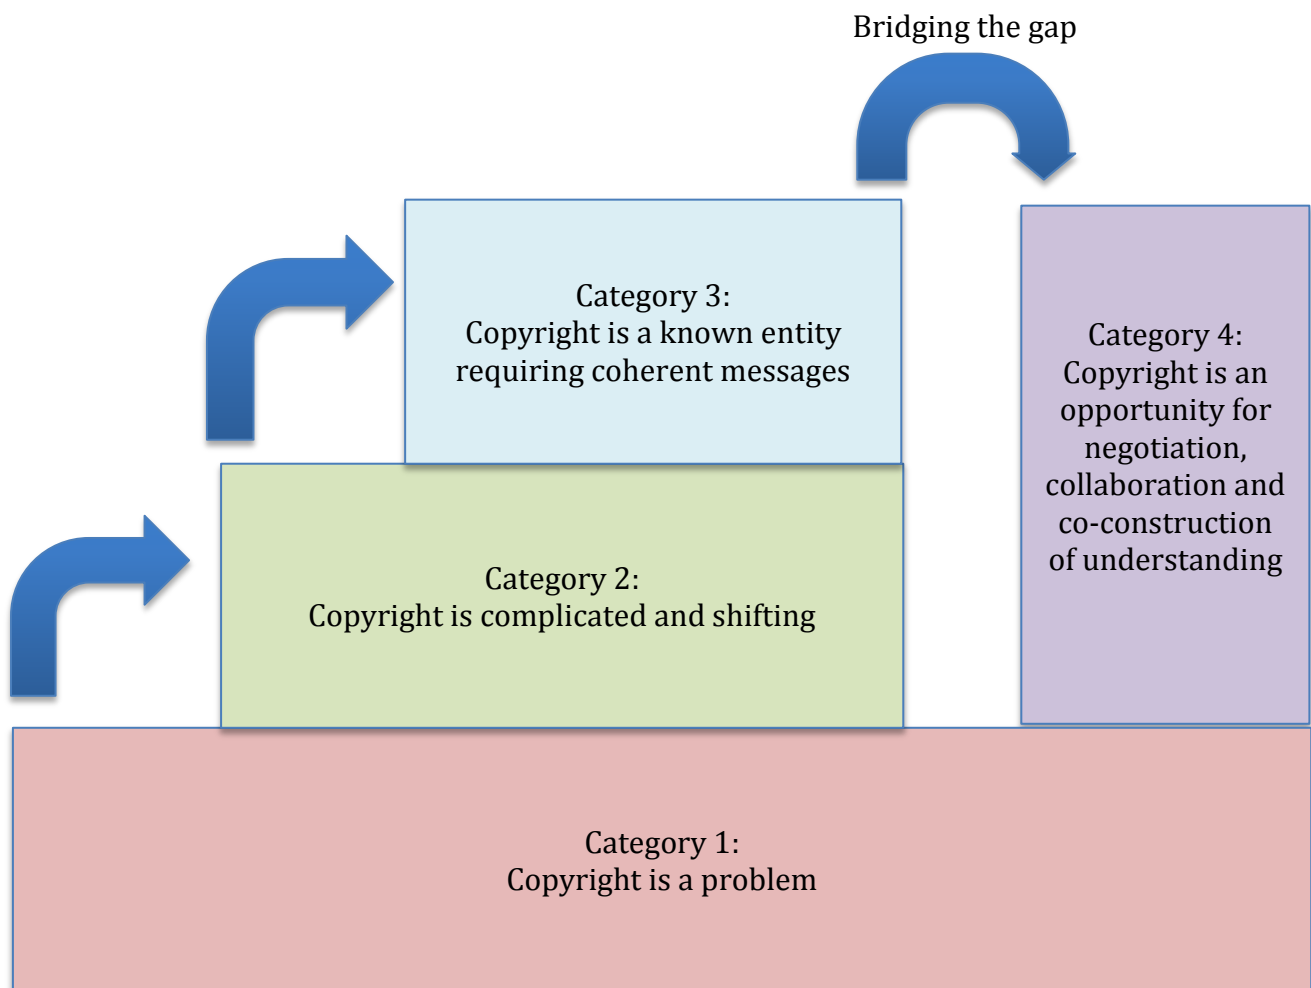 Bridging the gap
Category 3:
Copyright is a known entity
requiring coherent messages
Category 4:
Copyright is an
opportunity for
negotiation,
collaboration and
co-construction
of understanding
Category 2:
Copyright is complicated and shifting
Category 1:
Copyright is a problem